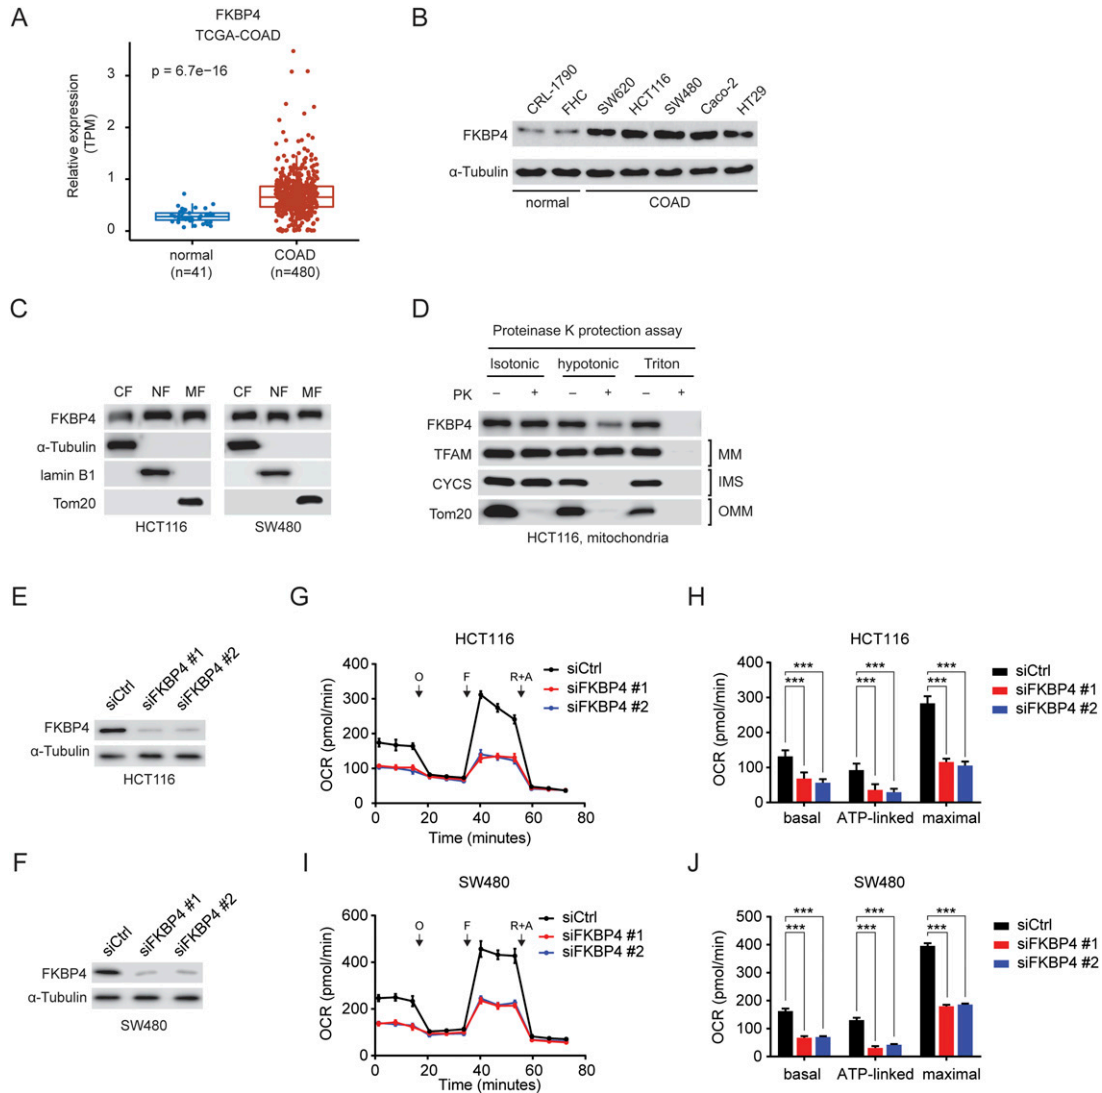 A
FKBP4
TCGA-COAD
p = 6.7e−16
Relative expression
(TPM)
3
2
1
0
normal
(n=41)
COAD
(n=480)
B
CRL-1790
FHC
SW620
HCT116
SW480
Caco-2
HT29
FKBP4
α-Tubulin
normal
COAD
C
CF NF MF CF NF MF
FKBP4
α-Tubulin
lamin B1
Tom20
HCT116
SW480
D
Proteinase K protection assay
Isotonic hypotonic Triton
PK − + − + − +
FKBP4
TFAM
MM
CYCS
IMS
Tom20
OMM
HCT116, mitochondria
E
siCtrl
siFKBP4 #1
siFKBP4 #2
FKBP4
α-Tubulin
HCT116
G
HCT116
OCR (pmol/min)
400
300
200
100
0
O F R+A
siCtrl
siFKBP4 #1
siFKBP4 #2
0 20 40 60 80
Time (minutes)
H
HCT116
OCR (pmol/min)
400
300
200
100
0
***
***
***
***
***
***
siCtrl
siFKBP4 #1
siFKBP4 #2
basal ATP-linked maximal
F
siCtrl
siFKBP4 #1
siFKBP4 #2
FKBP4
α-Tubulin
SW480
I
SW480
OCR (pmol/min)
600
400
200
0
O F R+A
siCtrl
siFKBP4 #1
siFKBP4 #2
0 20 40 60 80
Time (minutes)
J
SW480
OCR (pmol/min)
500
400
300
200
100
0
***
***
***
***
***
***
siCtrl
siFKBP4 #1
siFKBP4 #2
basal ATP-linked maximal